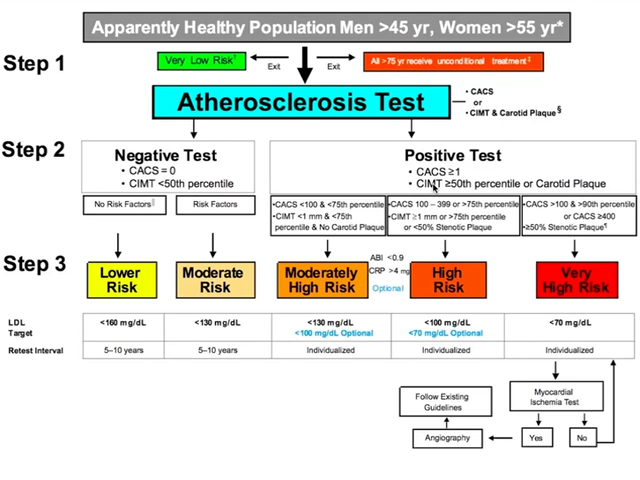 Apparently Healthy Population Men >45 yr, Women >55 yr*
Step 1
Very Low Risk†
Exit
Exit
All >75 yr receive unconditional treatment‡
Atherosclerosis Test
• CACS
or
• CIMT & Carotid Plaque§
Step 2
Negative Test
• CACS = 0
• CIMT <50th percentile
Positive Test
• CACS ≥1
• CIMT ≥50th percentile or Carotid Plaque
No Risk Factors||
Risk Factors
•CACS <100 & <75th percentile
•CIMT <1 mm & <75th
percentile & No Carotid Plaque
•CACS 100 – 399 or >75th percentile
•CIMT ≥1 mm or >75th percentile
or <50% Stenotic Plaque
•CACS >100 & >90th percentile
or CACS ≥400
•≥50% Stenotic Plaque¶
Step 3
Lower
Risk
Moderate
Risk
Moderately
High Risk
ABI <0.9
CRP >4 mg
Optional
High
Risk
Very
High Risk
LDL
Target
<160 mg/dL
<130 mg/dL
<130 mg/dL
<100 mg/dL Optional
<100 mg/dL
<70 mg/dL Optional
<70 mg/dL
Retest Interval
5–10 years
5–10 years
Individualized
Individualized
Individualized
Follow Existing
Guidelines
Myocardial
Ischemia Test
Angiography
Yes
No